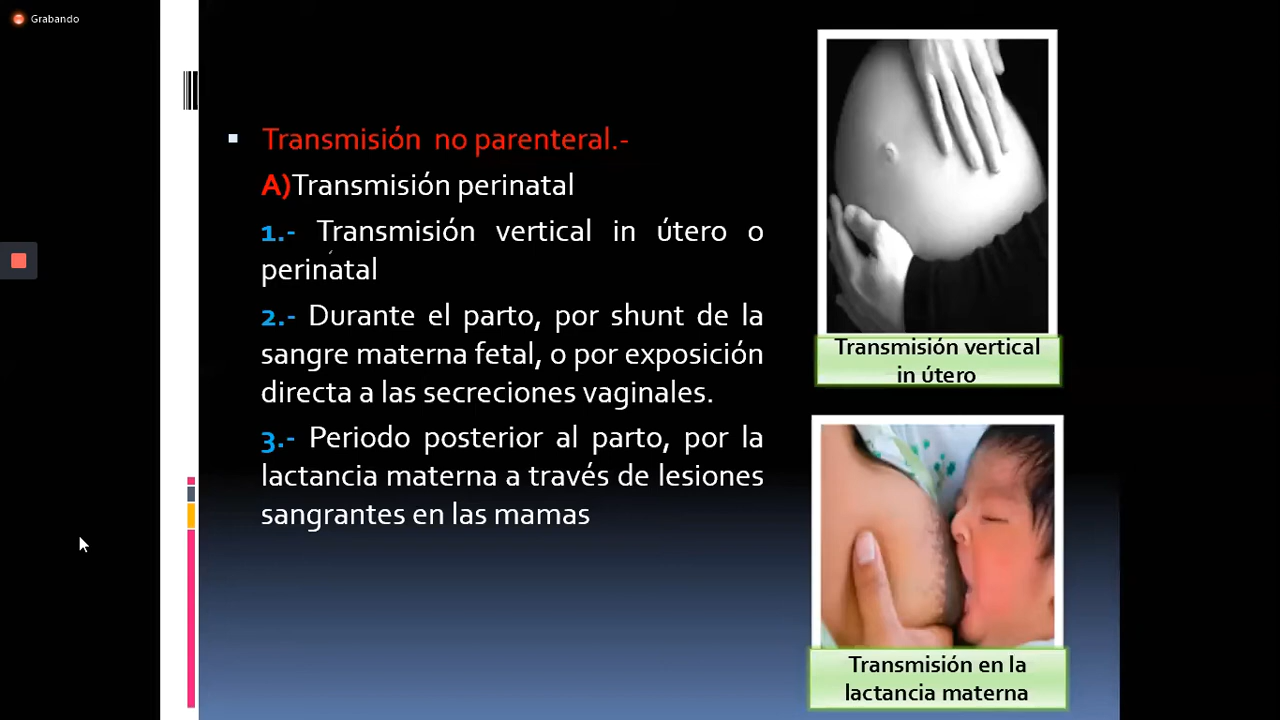 Grabando
Transmisión no parenteral.-
A)Transmisión perinatal
1.- Transmisión vertical in útero o
perinatal
2.- Durante el parto, por shunt de la
sangre materna fetal, o por exposición
directa a las secreciones vaginales.
3.- Periodo posterior al parto, por la
lactancia materna a través de lesiones
sangrantes en las mamas
Transmisión vertical
in útero
Transmisión en la
lactancia materna